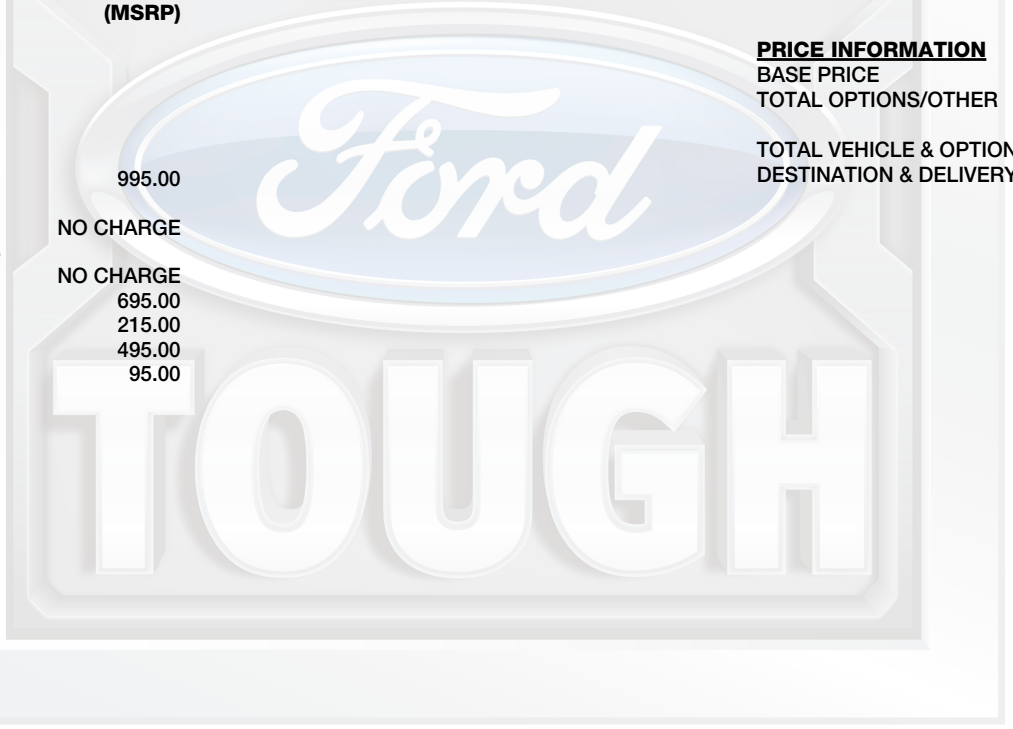 (MSRP)
995.00
NO CHARGE
NO CHARGE
695.00
215.00
495.00
95.00
PRICE INFORMATION
BASE PRICE
TOTAL OPTIONS/OTHER
TOTAL VEHICLE & OPTION
DESTINATION & DELIVERY
Ford
TOUGH